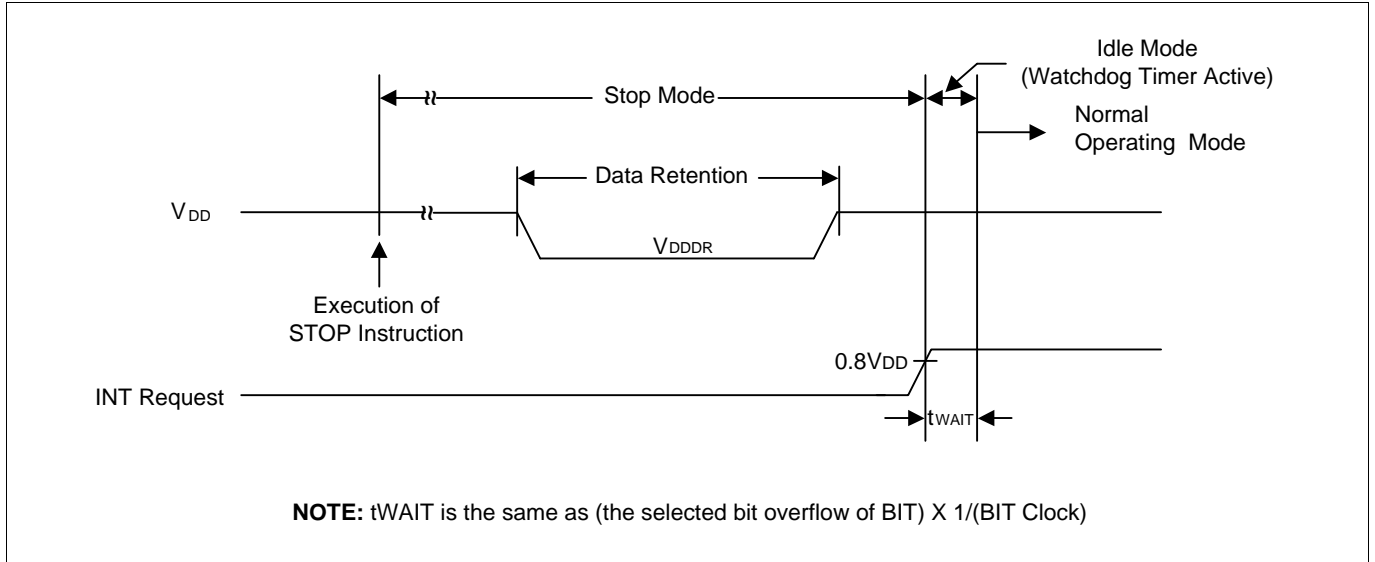 Idle Mode
(Watchdog Timer Active)
Stop Mode
Normal
Operating Mode
Data Retention
VDD
VDDDR
Execution of
STOP Instruction
0.8VDD
INT Request
tWAIT
NOTE: tWAIT is the same as (the selected bit overflow of BIT) X 1/(BIT Clock)